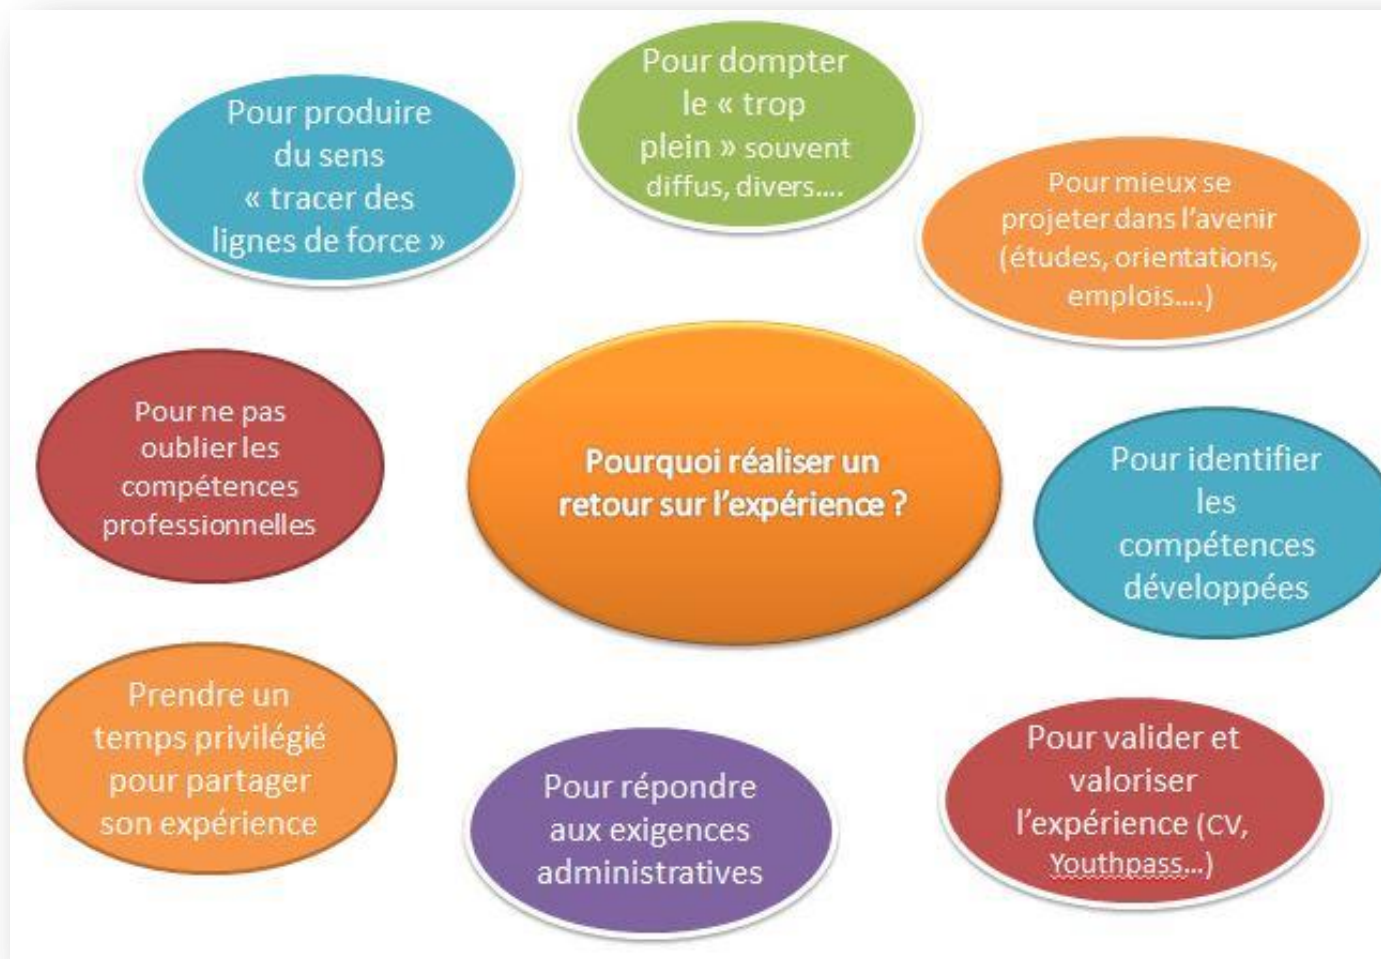 Pour dompter
le « trop
plein » souvent
diffus, divers....
Pour produire
du sens
« tracer des
lignes de force »
Pour mieux se
projeter dans l’avenir
(études, orientations,
emplois....)
Pour ne pas
oublier les
compétences
professionnelles
Pourquoi réaliser un
retour sur l’expérience ?
Pour identifier
les
compétences
développées
Prendre un
temps privilégié
pour partager
son expérience
Pour répondre
aux exigences
administratives
Pour valider et
valoriser
l’expérience (CV,
Youthpass...)